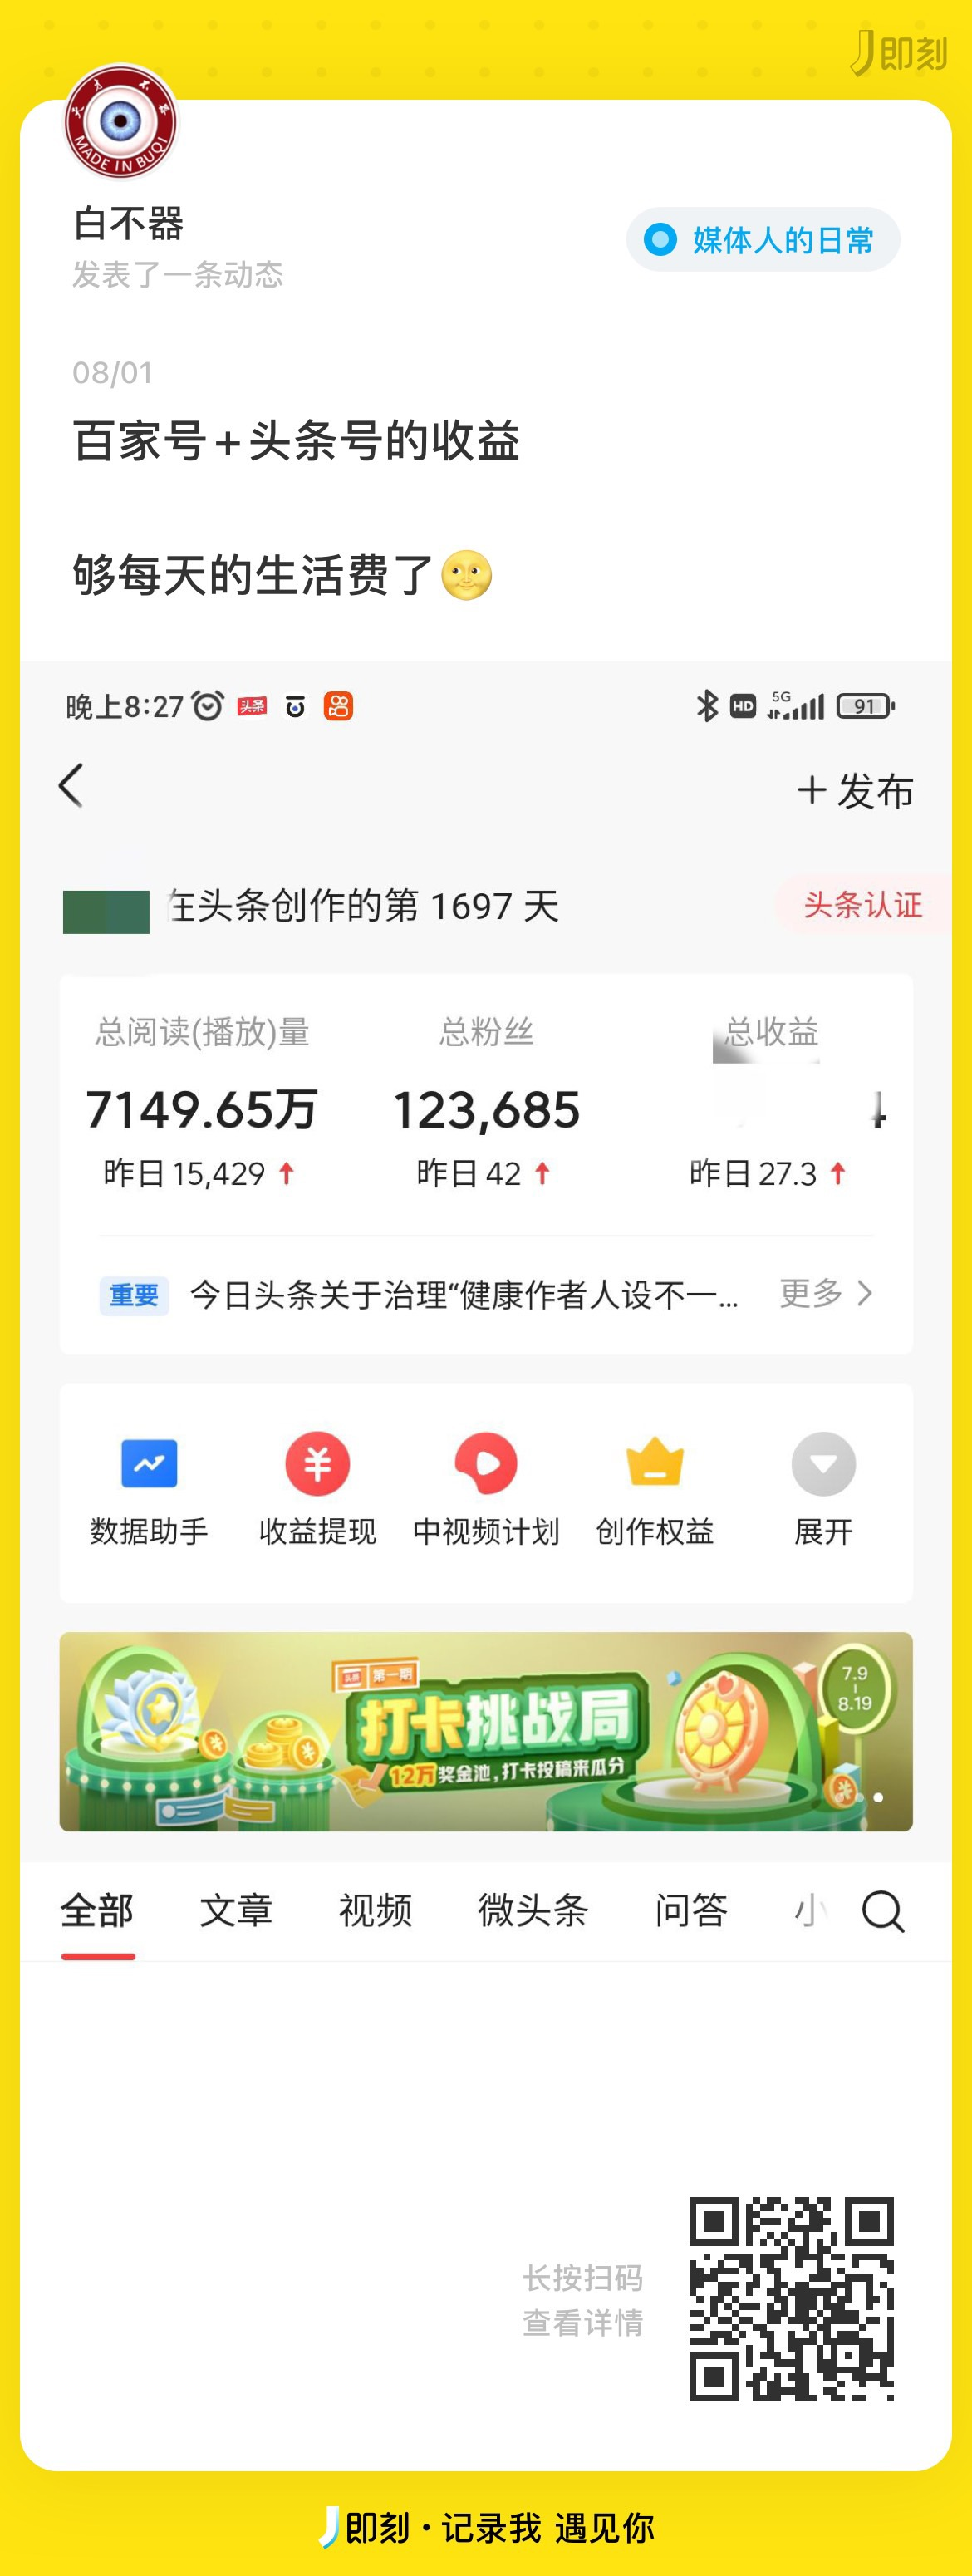 即刻
天方不器
MADE IN BUQI
白不器
发表了一条动态
媒体人的日常
08/01
百家号+头条号的收益
够每天的生活费了🌝
晚上8:27
头条
HD
5G
91
+ 发布
在头条创作的第 1697 天
头条认证
总阅读(播放)量
总粉丝
总收益
7149.65万
123,685
4
昨日 15,429 ↑
昨日 42 ↑
昨日 27.3 ↑
重要
今日头条关于治理“健康作者人设不一...
更多 >
数据助手
收益提现
中视频计划
创作权益
展开
头条
第一期
打卡挑战局
12万奖金池,打卡投稿来瓜分
7.9
8.19
全部
文章
视频
微头条
问答
小
长按扫码
查看详情
即刻·记录我 遇见你